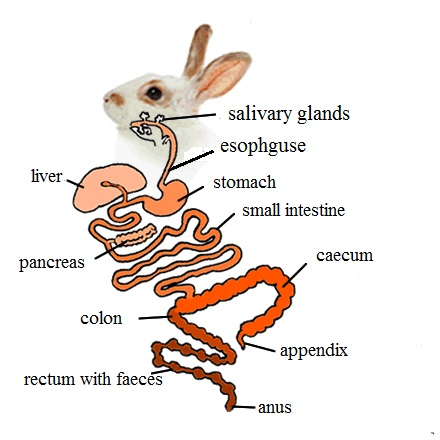 salivary glands
esophguse
liver
stomach
small intestine
pancreas
caecum
colon
appendix
rectum with faeces
anus